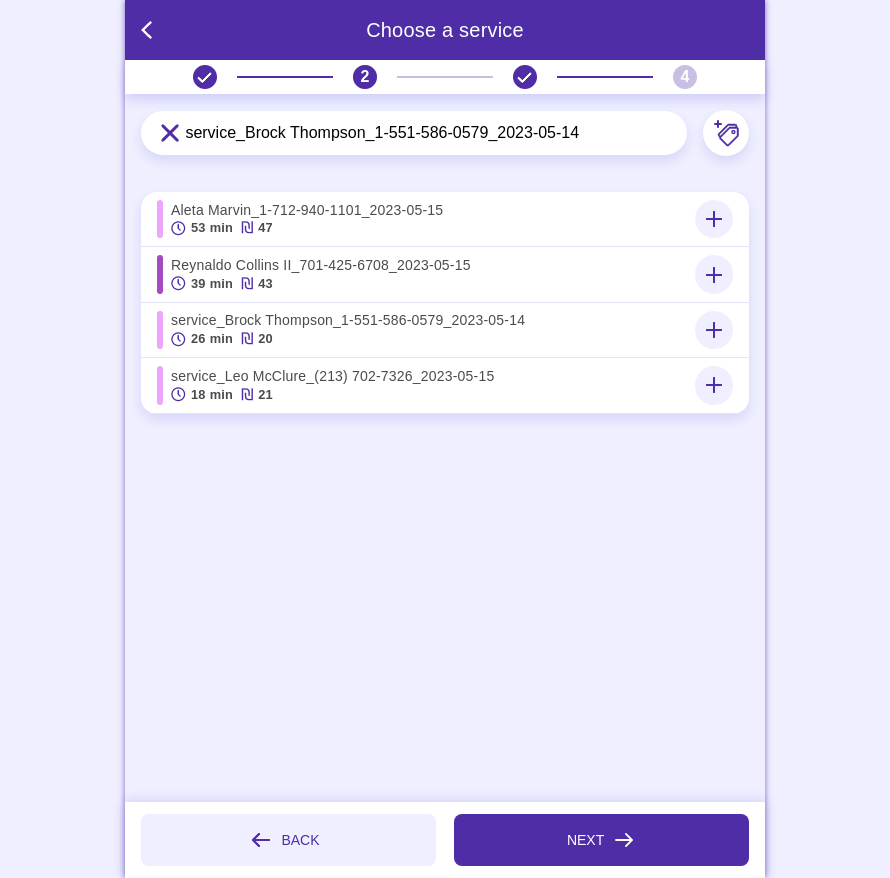 Choose a service
2
4
service_Brock Thompson_1-551-586-0579_2023-05-14
Aleta Marvin_1-712-940-1101_2023-05-15
53 min ₪ 47
Reynaldo Collins II_701-425-6708_2023-05-15
39 min ₪ 43
service_Brock Thompson_1-551-586-0579_2023-05-14
26 min ₪ 20
service_Leo McClure_(213) 702-7326_2023-05-15
18 min ₪ 21
BACK
NEXT